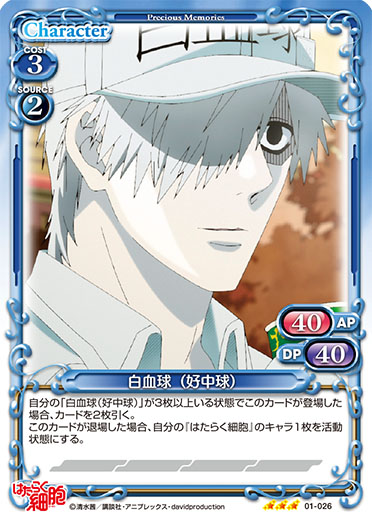 Precious Memories
Character
COST
3
SOURCE
2
白血球
40 AP
DP 40
白血球（好中球）
自分の「白血球（好中球）」が３枚以上いる状態でこのカードが登場した
場合、カードを２枚引く。
このカードが退場した場合、自分の『はたらく細胞』のキャラ１枚を活動
状態にする。
はたらく
細胞
©清水茜／講談社・アニプレックス・davidproduction
01-026